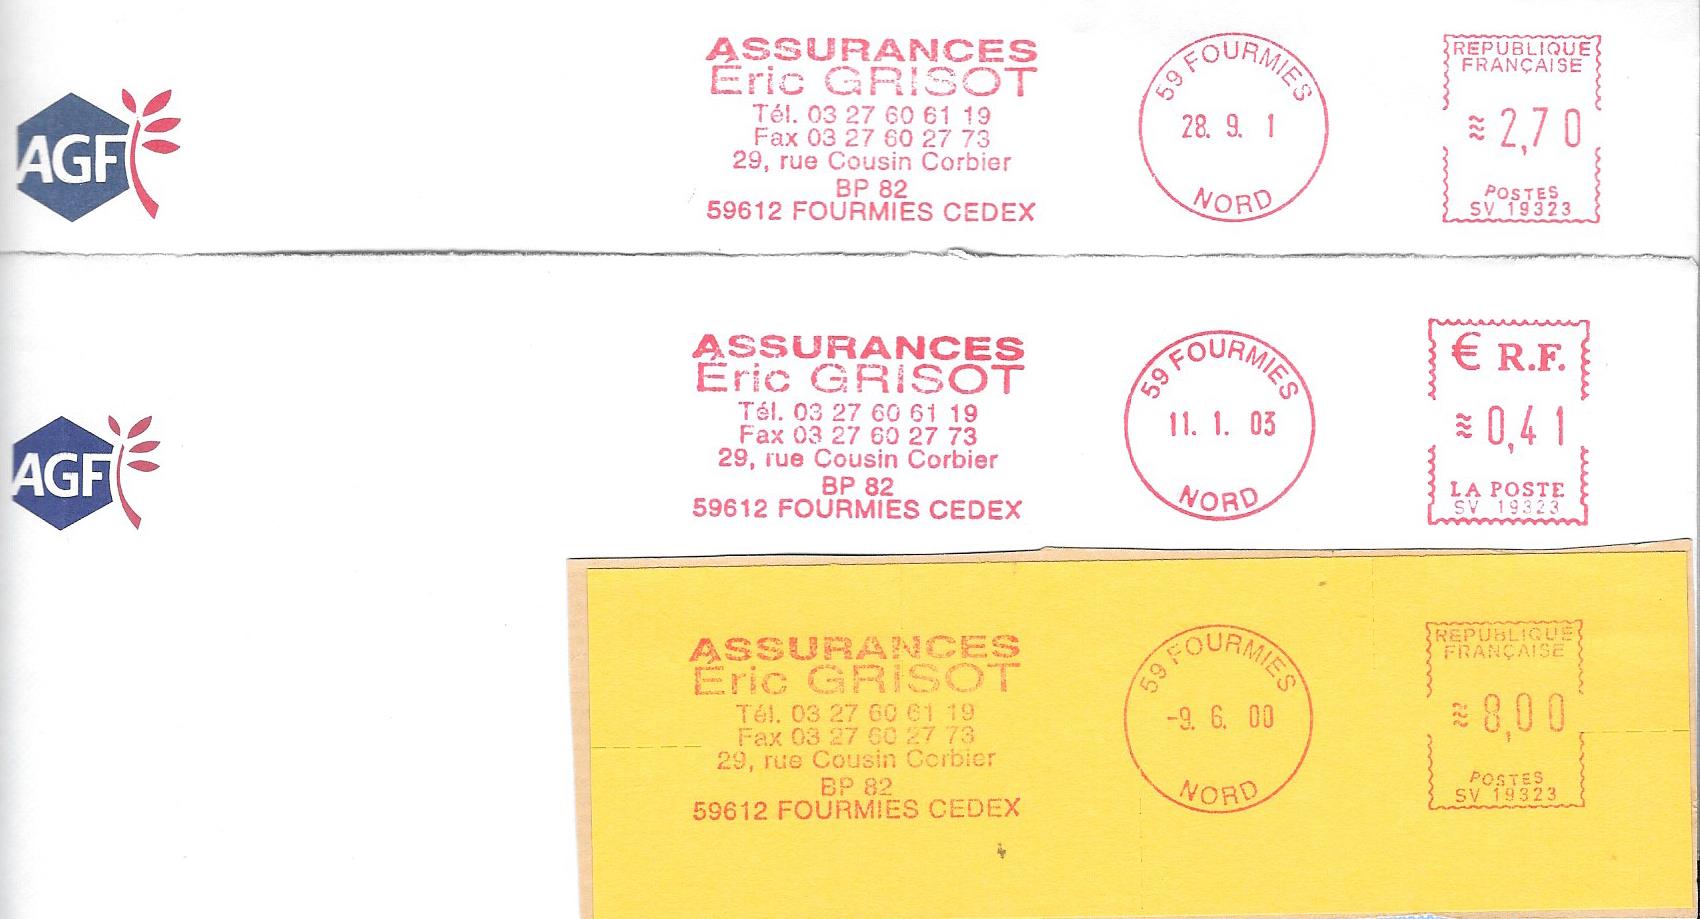 AGF
ASSURANCES
Éric GRISOT
Tél. 03 27 60 61 19
Fax 03 27 60 27 73
29, rue Cousin Corbier
BP 82
59612 FOURMIES CEDEX
59 FOURMIES
28. 9. 1
NORD
REPUBLIQUE
FRANÇAISE
≈ 2,70
POSTES
SV 19323
AGF
ASSURANCES
Éric GRISOT
Tél. 03 27 60 61 19
Fax 03 27 60 27 73
29, rue Cousin Corbier
BP 82
59612 FOURMIES CEDEX
59 FOURMIES
11. 1. 03
NORD
€ R.F.
≈ 0,41
LA POSTE
SV 19323
ASSURANCES
Éric GRISOT
Tél. 03 27 60 61 19
Fax 03 27 60 27 73
29, rue Cousin Corbier
BP 82
59612 FOURMIES CEDEX
59 FOURMIES
-9. 6. 00
NORD
REPUBLIQUE
FRANÇAISE
≈ 8,00
POSTES
SV 19323